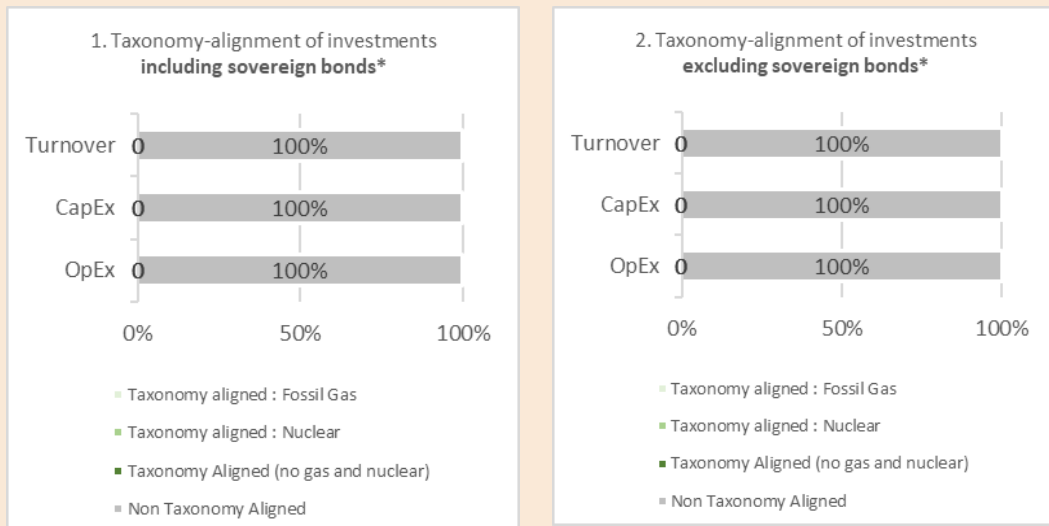 1. Taxonomy-alignment of investments
including sovereign bonds*
Turnover 0 100%
CapEx 0 100%
OpEx 0 100%
0% 50% 100%
Taxonomy aligned : Fossil Gas
Taxonomy aligned : Nuclear
Taxonomy Aligned (no gas and nuclear)
Non Taxonomy Aligned
2. Taxonomy-alignment of investments
excluding sovereign bonds*
Turnover 0 100%
CapEx 0 100%
OpEx 0 100%
0% 50% 100%
Taxonomy aligned : Fossil Gas
Taxonomy aligned : Nuclear
Taxonomy Aligned (no gas and nuclear)
Non Taxonomy Aligned